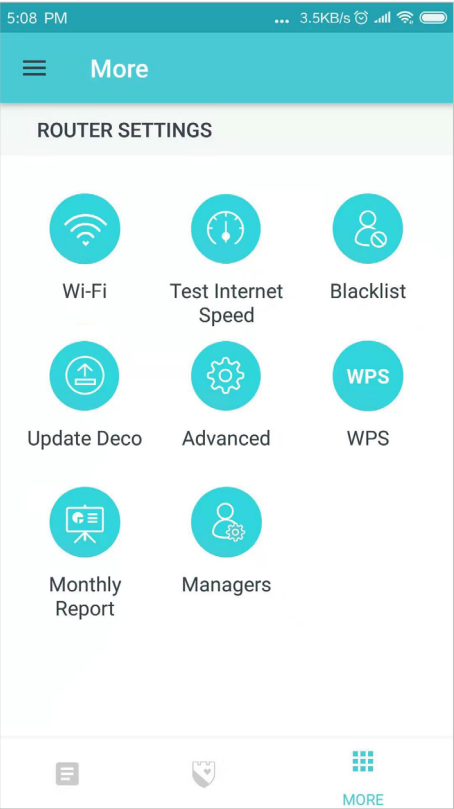 5:08 PM ... 3.5KB/s
More
ROUTER SETTINGS
Wi-Fi
Test Internet
Speed
Blacklist
Update Deco
Advanced
WPS
WPS
Monthly
Report
Managers
MORE